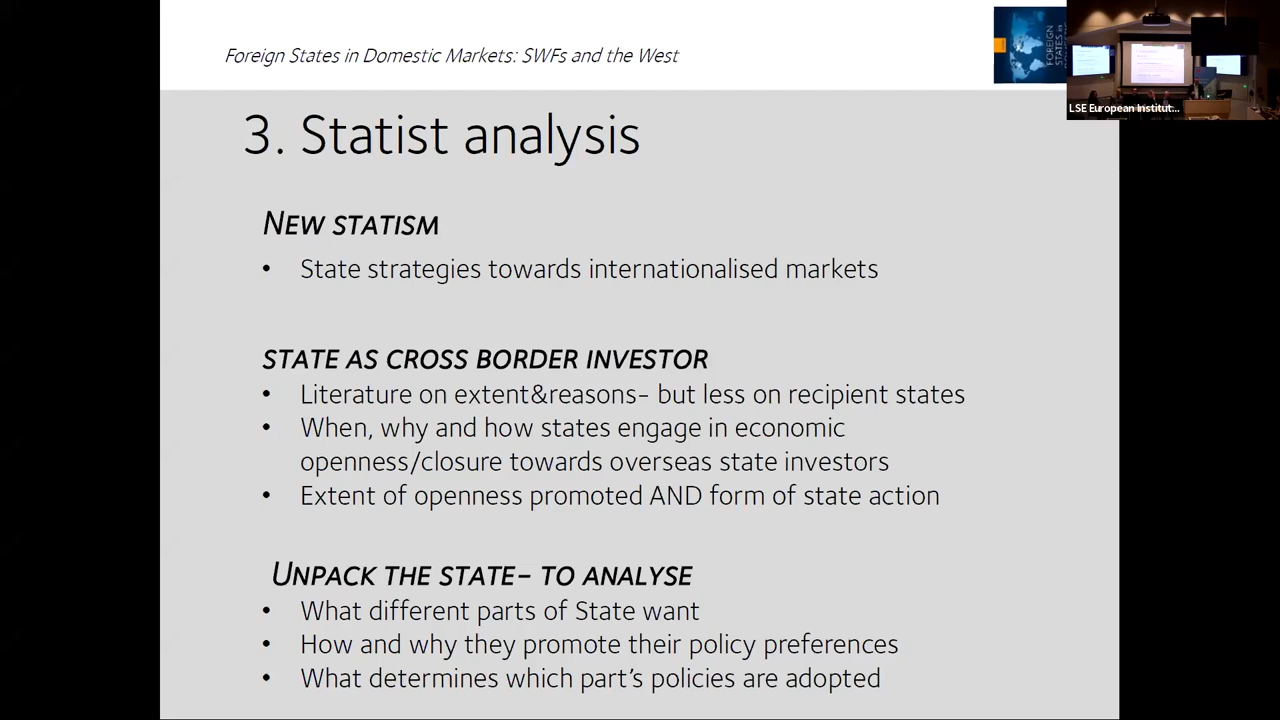 Foreign States in Domestic Markets: SWFs and the West
FOREIGN
STATES IN
LSE European Institut...
3. Statist analysis
NEW STATISM
• State strategies towards internationalised markets
STATE AS CROSS BORDER INVESTOR
• Literature on extent&reasons- but less on recipient states
• When, why and how states engage in economic
openness/closure towards overseas state investors
• Extent of openness promoted AND form of state action
UNPACK THE STATE– TO ANALYSE
• What different parts of State want
• How and why they promote their policy preferences
• What determines which part's policies are adopted